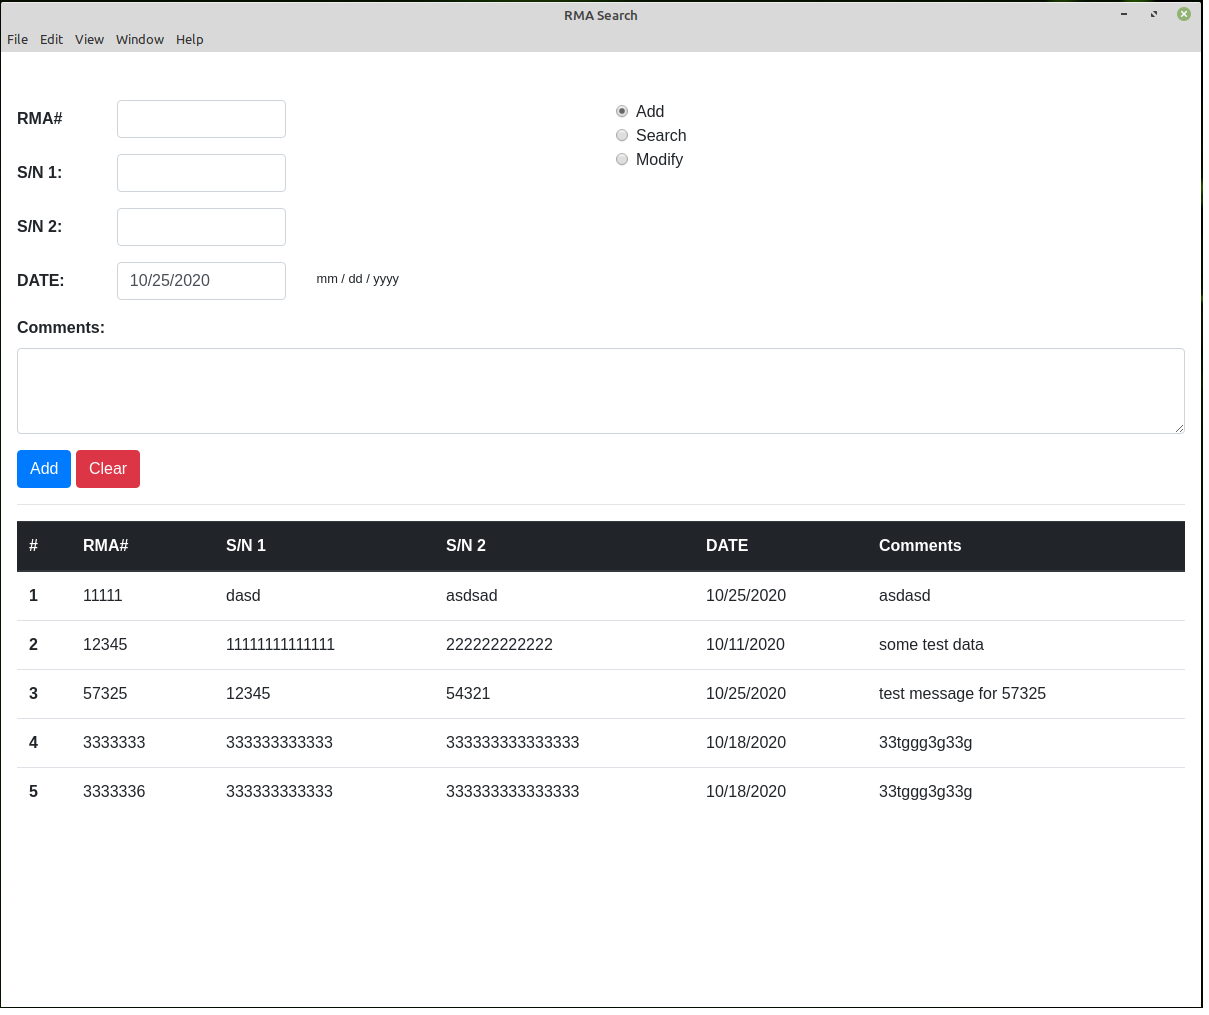 RMA Search
File Edit View Window Help
RMA#
Add
Search
Modify
S/N 1:
S/N 2:
DATE: 10/25/2020 mm / dd / yyyy
Comments:
Add Clear
# RMA# S/N 1 S/N 2 DATE Comments
1 11111 dasd asdsad 10/25/2020 asdasd
2 12345 11111111111111 222222222222 10/11/2020 some test data
3 57325 12345 54321 10/25/2020 test message for 57325
4 3333333 333333333333 333333333333333 10/18/2020 33tggg3g33g
5 3333336 333333333333 333333333333333 10/18/2020 33tggg3g33g